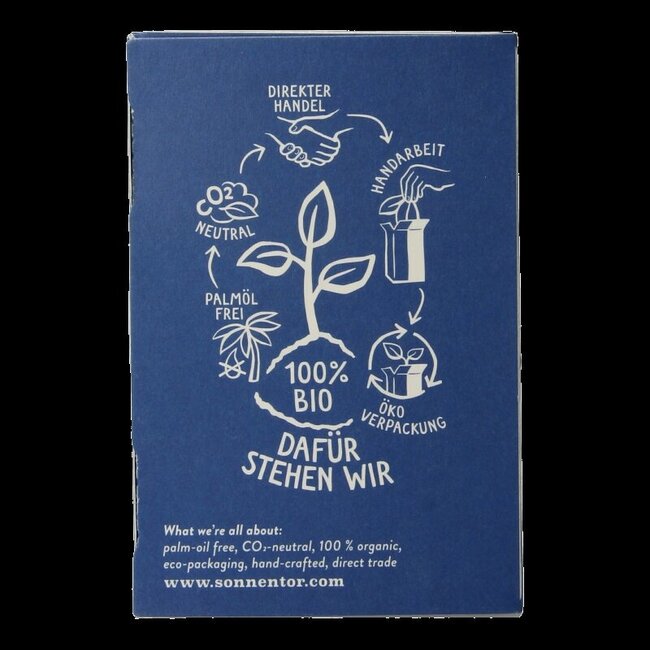 DIREKTER
HANDEL
HANDARBEIT
CO2
NEUTRAL
PALMÖL
FREI
100%
BIO
ÖKO
VERPACKUNG
DAFÜR
STEHEN WIR
What we're all about:
palm-oil free, CO₂-neutral, 100 % organic,
eco-packaging, hand-crafted, direct trade
www.sonnentor.com